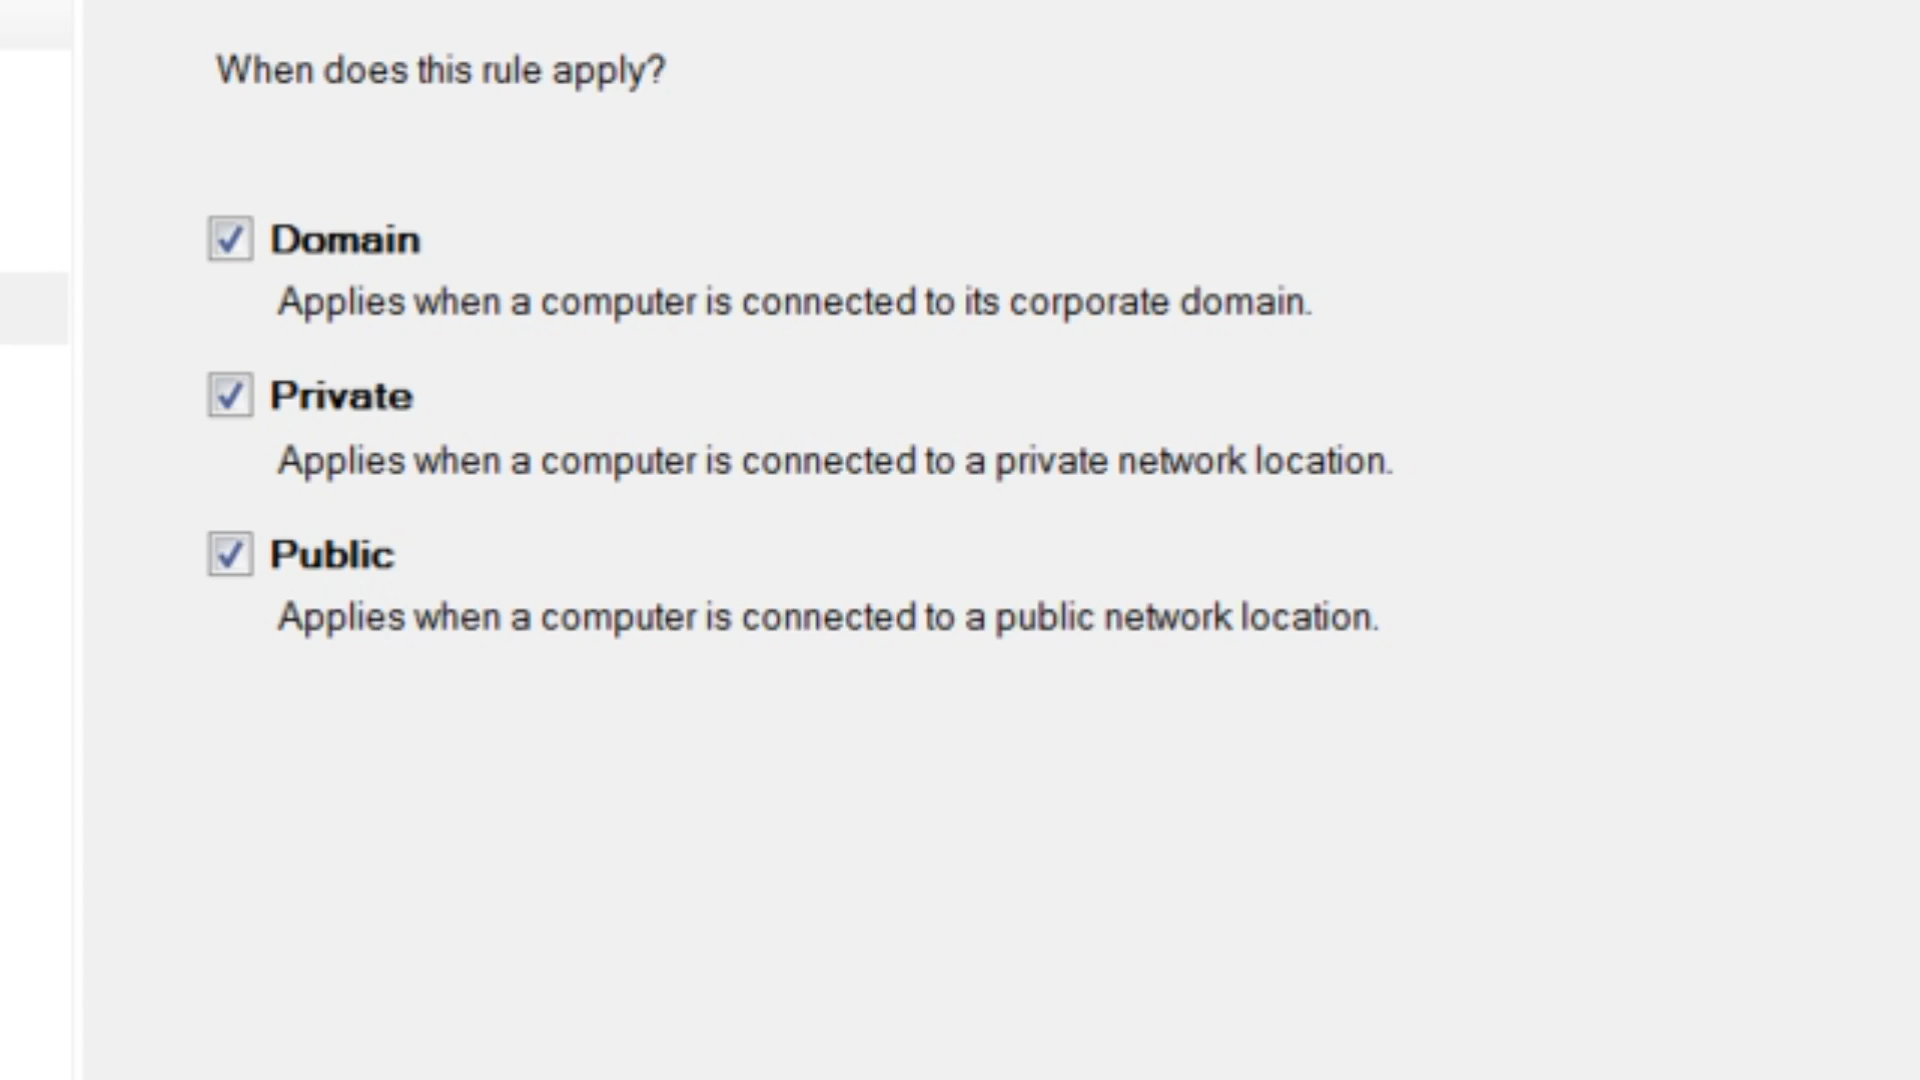 When does this rule apply?
Domain
Applies when a computer is connected to its corporate domain.
Private
Applies when a computer is connected to a private network location.
Public
Applies when a computer is connected to a public network location.